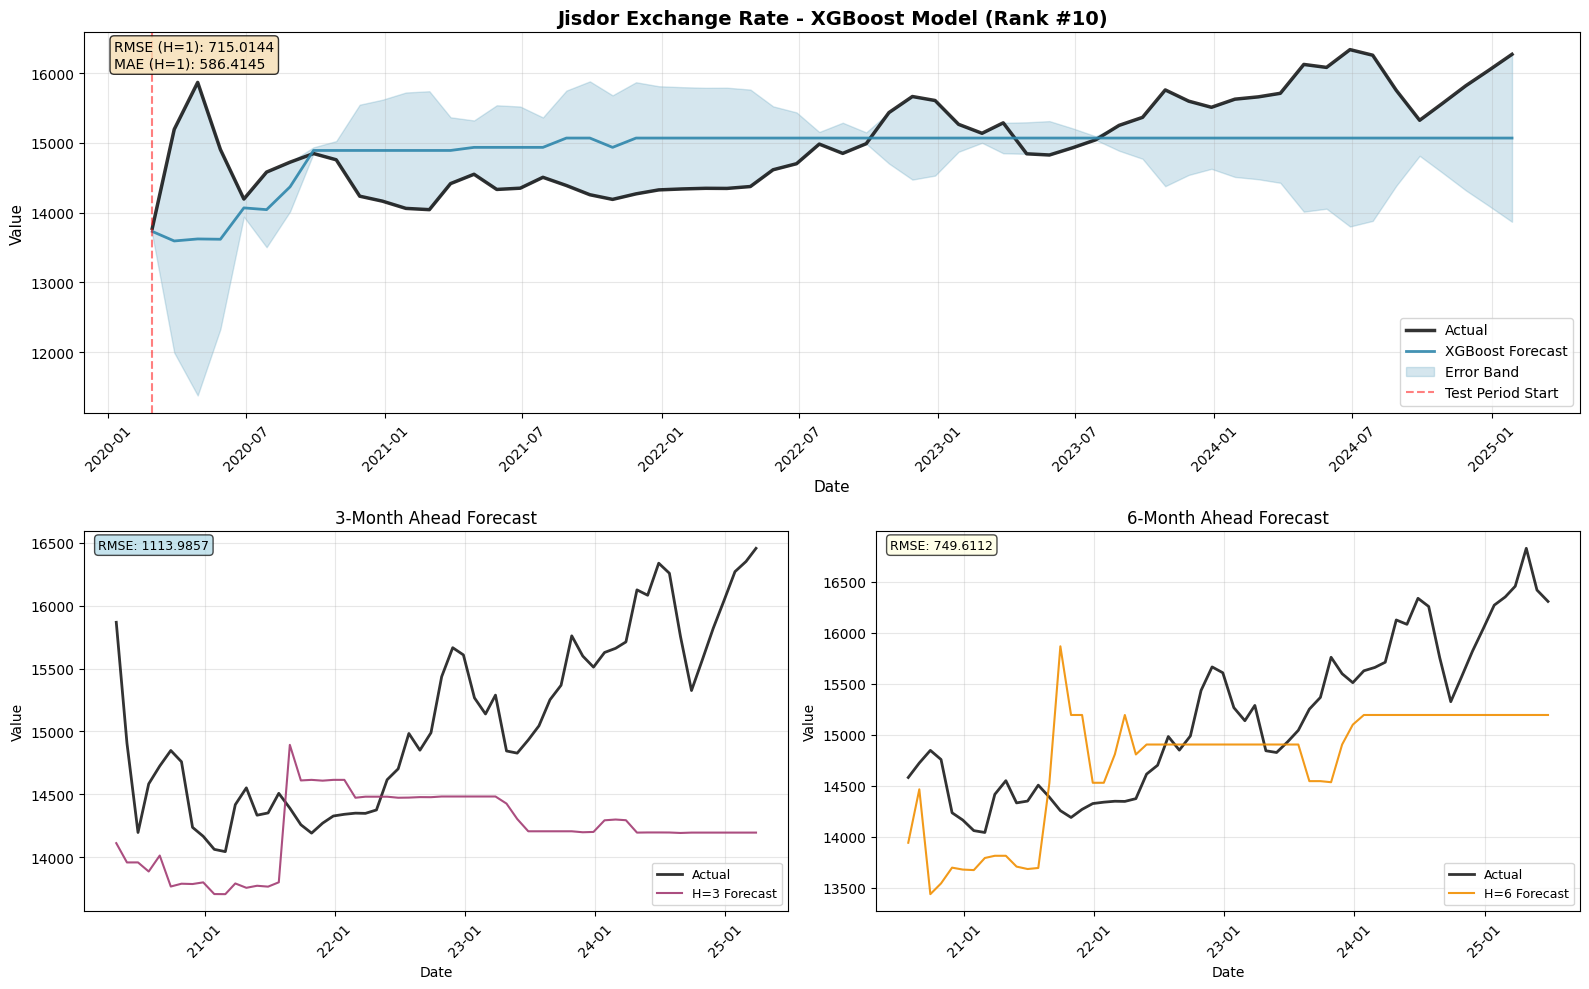 Jisdor Exchange Rate - XGBoost Model (Rank #10)
RMSE (H=1): 715.0144
MAE (H=1): 586.4145
Value
16000
15000
14000
13000
12000
Actual
XGBoost Forecast
Error Band
Test Period Start
2020-01
2020-07
2021-01
2021-07
2022-01
2022-07
2023-01
2023-07
2024-01
2024-07
2025-01
Date
3-Month Ahead Forecast
RMSE: 1113.9857
Value
16500
16000
15500
15000
14500
14000
Actual
H=3 Forecast
21-01
22-01
23-01
24-01
25-01
Date
6-Month Ahead Forecast
RMSE: 749.6112
Value
16500
16000
15500
15000
14500
14000
13500
Actual
H=6 Forecast
21-01
22-01
23-01
24-01
25-01
Date